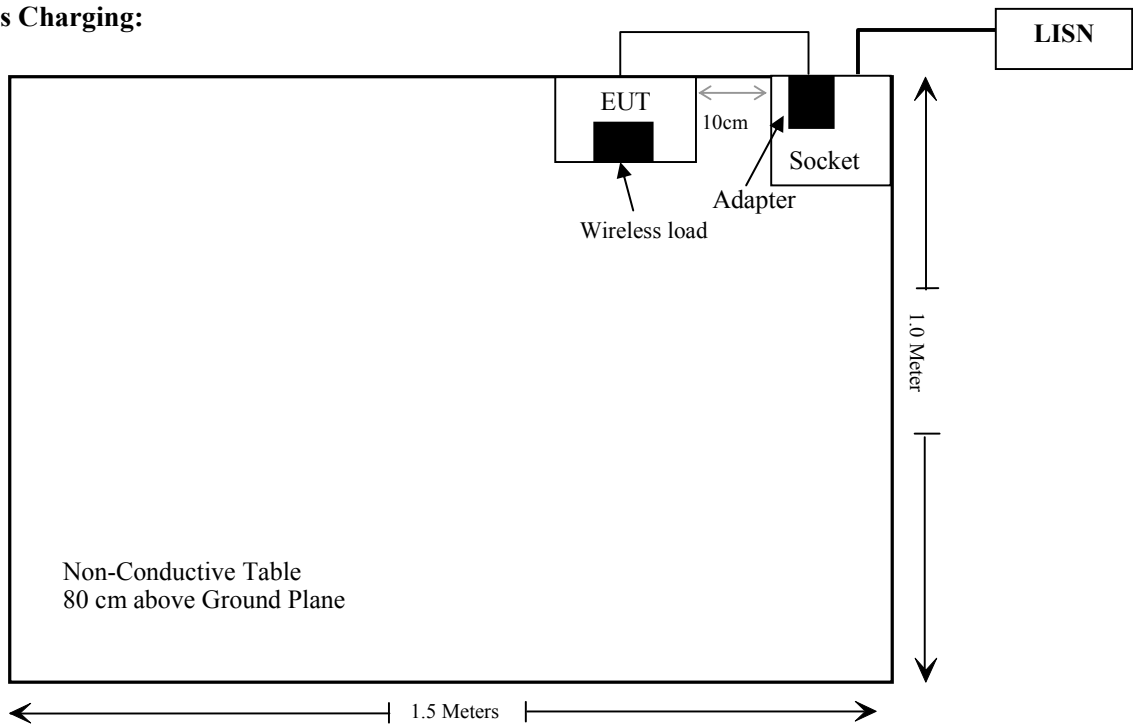 s Charging:
LISN
EUT
10cm
Socket
Adapter
Wireless load
1.0 Meter
Non-Conductive Table
80 cm above Ground Plane
1.5 Meters